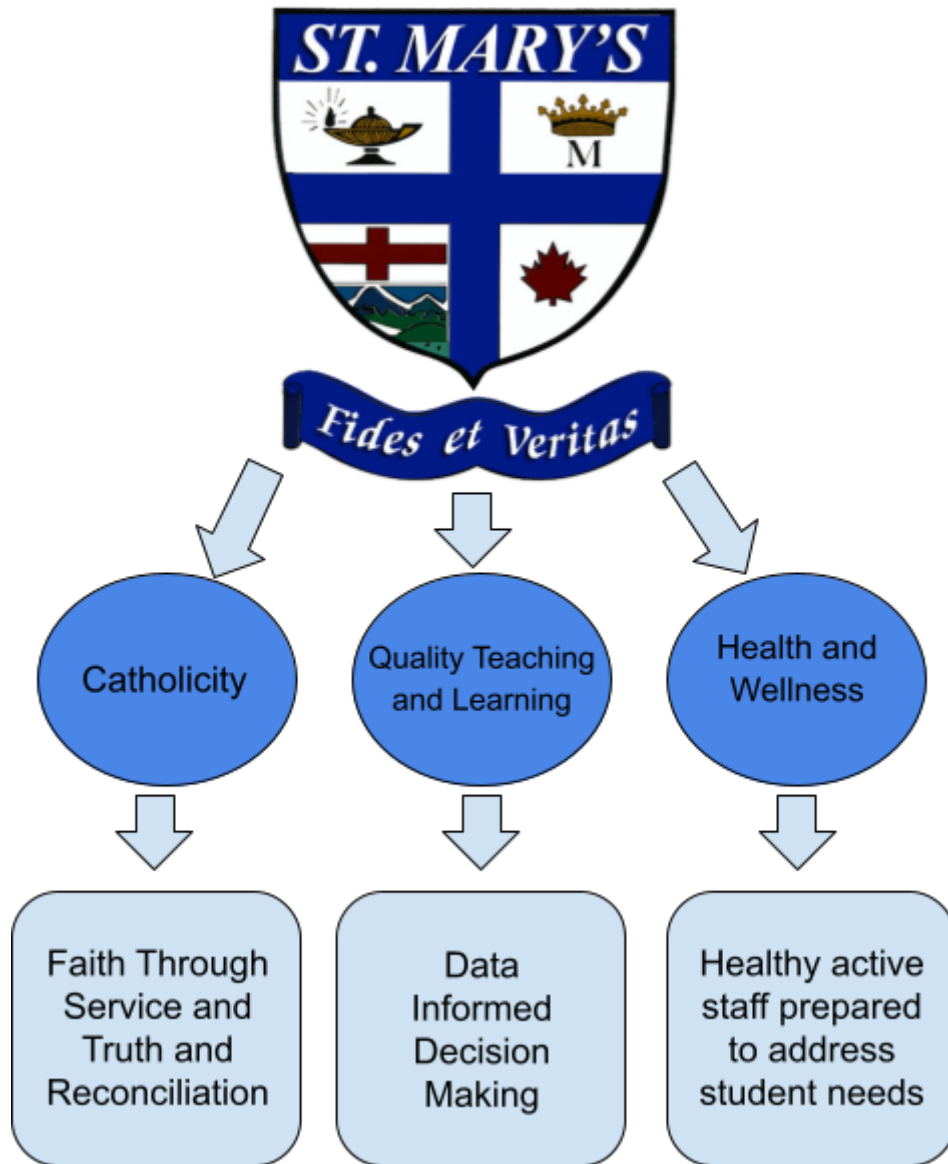 ST. MARY'S
M
Fides et Veritas
Catholicity
Quality Teaching
and Learning
Health and
Wellness
Faith Through
Service and
Truth and
Reconciliation
Data
Informed
Decision
Making
Healthy active
staff prepared
to address
student needs